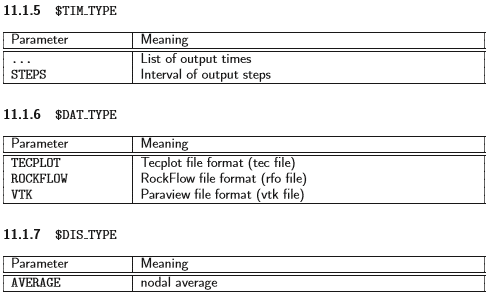 11.1.5 $TIM_TYPE
Parameter Meaning
... List of output times
STEPS Interval of output steps
11.1.6 $DAT_TYPE
Parameter Meaning
TECPLOT Tecplot file format (tec file)
ROCKFLOW RockFlow file format (rfo file)
VTK Paraview file format (vtk file)
11.1.7 $DIS_TYPE
Parameter Meaning
AVERAGE nodal average